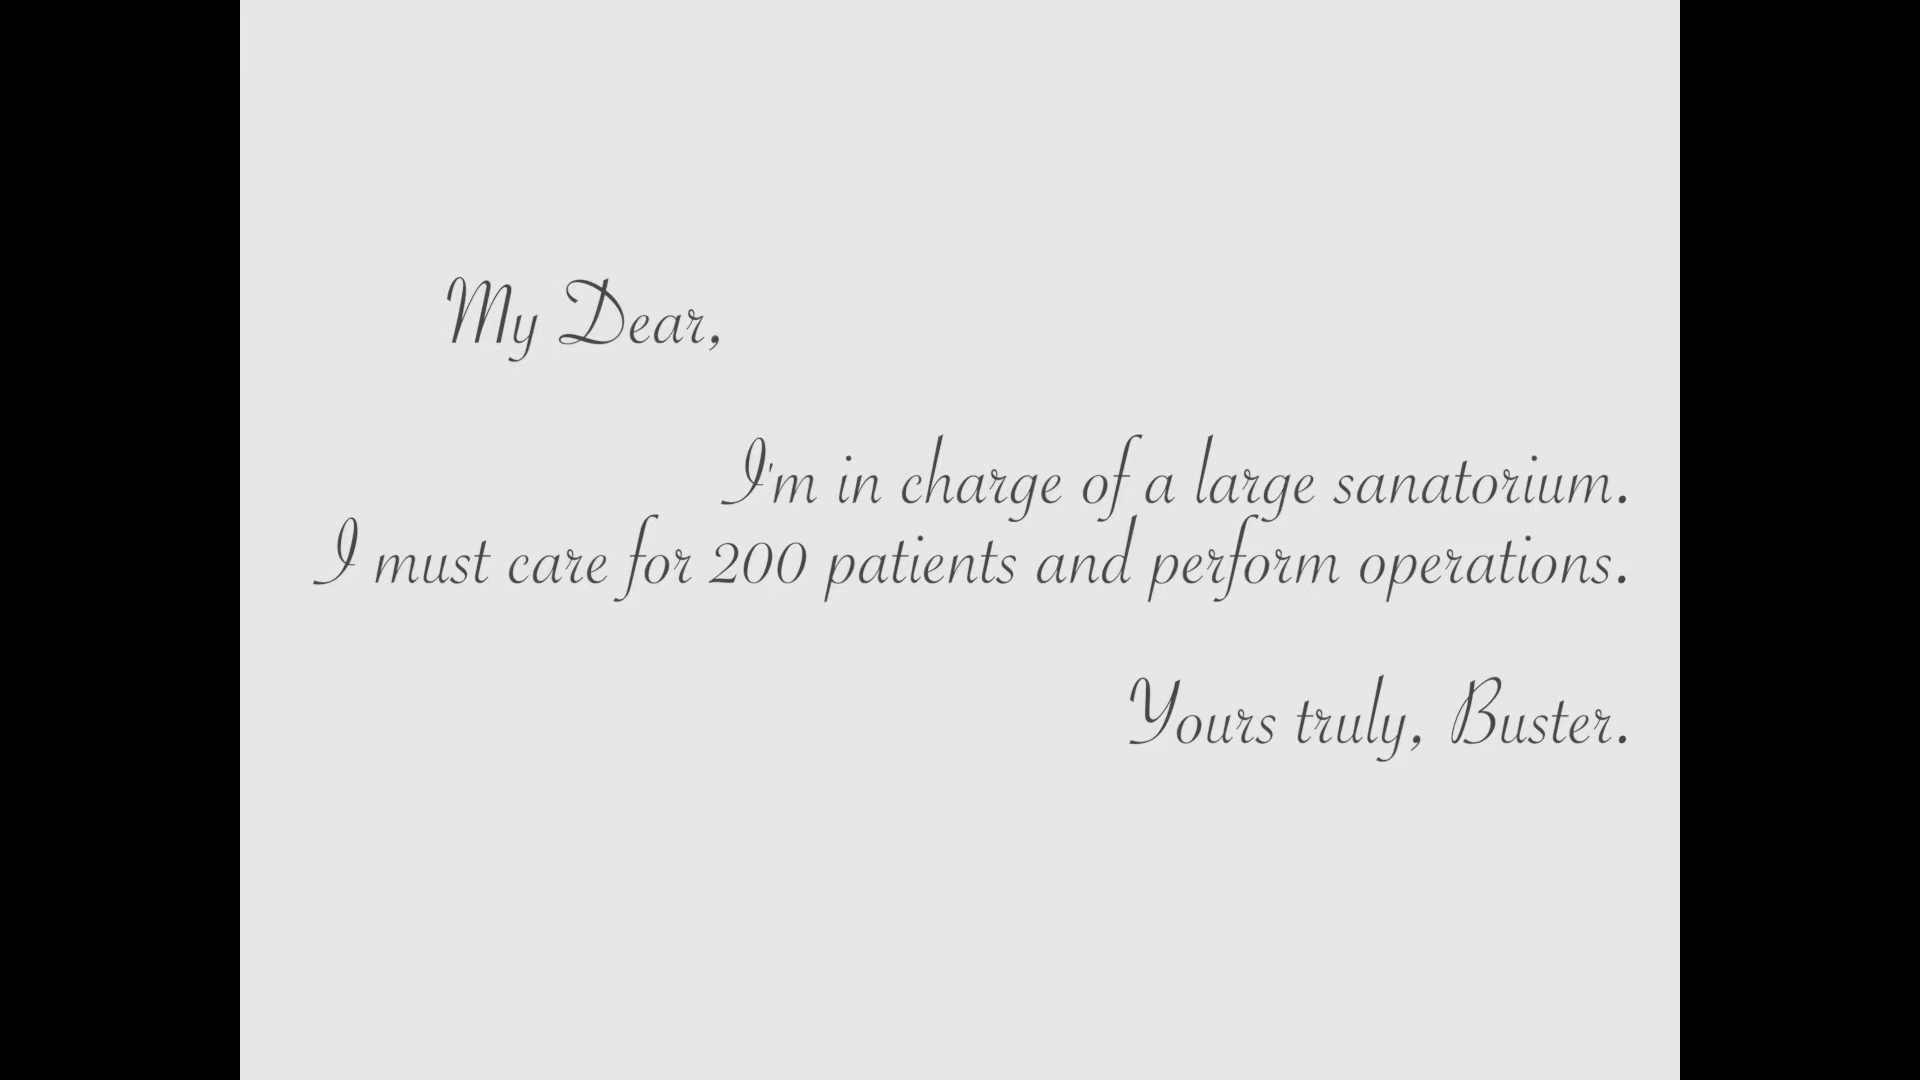 My Dear,
I'm in charge of a large sanatorium.
I must care for 200 patients and perform operations.
Yours truly, Buster.